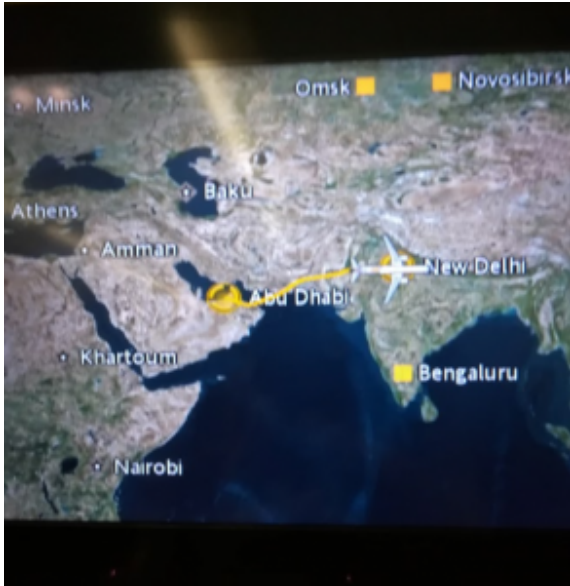 Omsk
Novosibirsk
Minsk
Baku
Athens
Amman
New Delhi
Abu Dhabi
Khartoum
Bengaluru
Nairobi